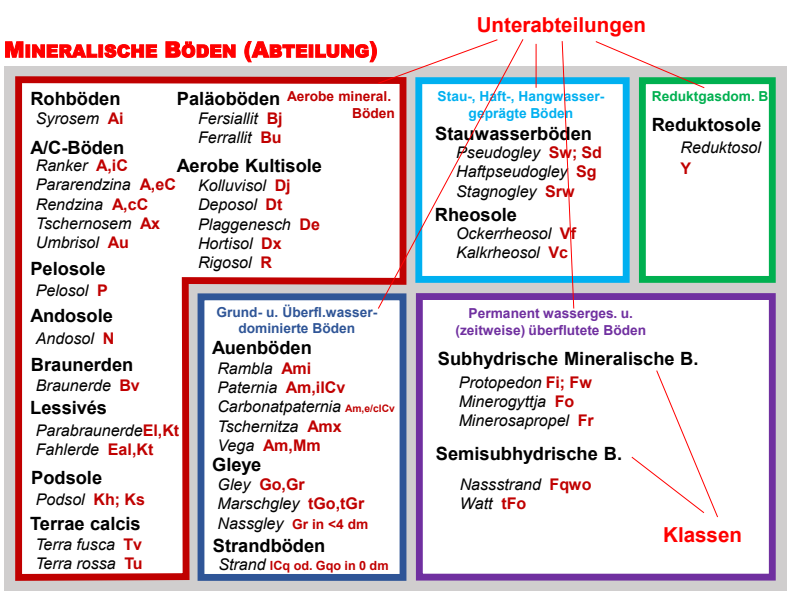 Unterabteilungen
Mineralische Böden (Abteilung)
Rohböden
Syrosem Ai
A/C-Böden
Ranker A,iC
Pararendzina A,eC
Rendzina A,cC
Tschernosem Ax
Umbrisol Au
Pelosole
Pelosol P
Andosole
Andosol N
Braunerden
Braunerde Bv
Lessivés
ParabraunerdeEl,Kt
Fahlerde Eal,Kt
Podsole
Podsol Kh; Ks
Terrae calcis
Terra fusca Tv
Terra rossa Tu
Aerobe mineral.
Böden
Paläoböden
Fersiallit Bj
Ferrallit Bu
Aerobe Kultisole
Kolluvisol Dj
Deposol Dt
Plaggenesch De
Hortisol Dx
Rigosol R
Stau-, Haft-, Hangwasser-
geprägte Böden
Stauwasserböden
Pseudogley Sw; Sd
Haftpseudogley Sg
Stagnogley Srw
Rheosole
Ockerrheosol Vf
Kalkrheosol Vc
Reduktgasdom. B
Reduktosole
Reduktosol
Y
Grund- u. Überfl.wasser-
dominierte Böden
Auenböden
Rambla Ami
Paternia Am,ilCv
Carbonatpaternia Am,e/clCv
Tschernitza Amx
Vega Am,Mm
Gleye
Gley Go,Gr
Marschgley tGo,tGr
Nassgley Gr in <4 dm
Strandböden
Strand lCq od. Gqo in 0 dm
Permanent wasserges. u.
(zeitweise) überflutete Böden
Subhydrische Mineralische B.
Protopedon Fi; Fw
Minerogyttja Fo
Minerosapropel Fr
Semisubhydrische B.
Nassstrand Fqwo
Watt tFo
Klassen